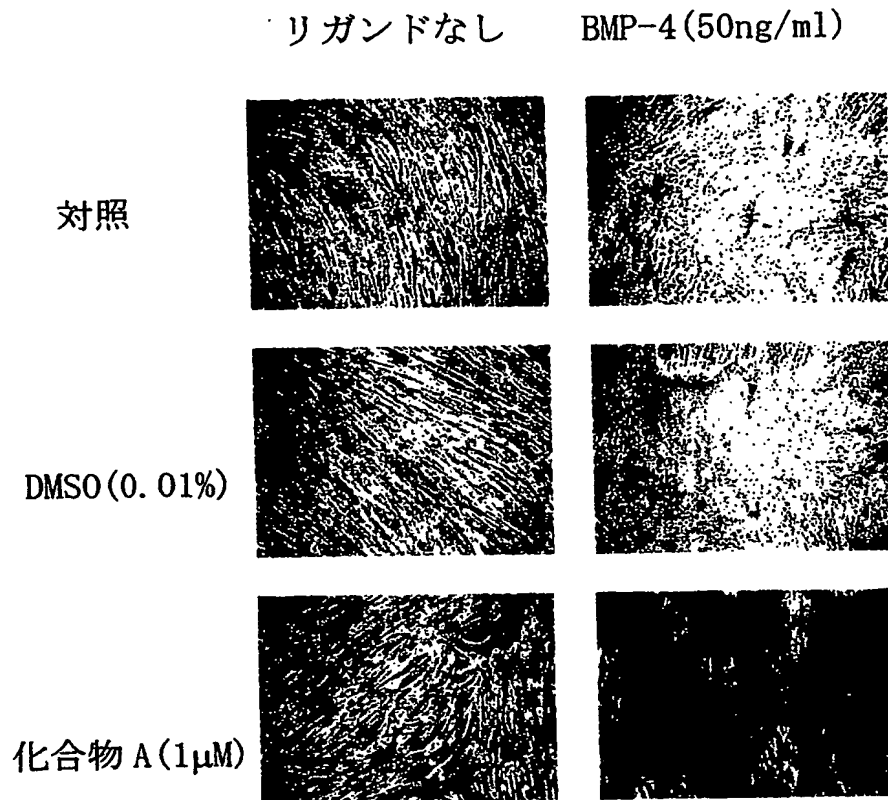 リガンドなし BMP-4(50ng/ml)
対照
DMSO(0.01%)
化合物A(1μM)